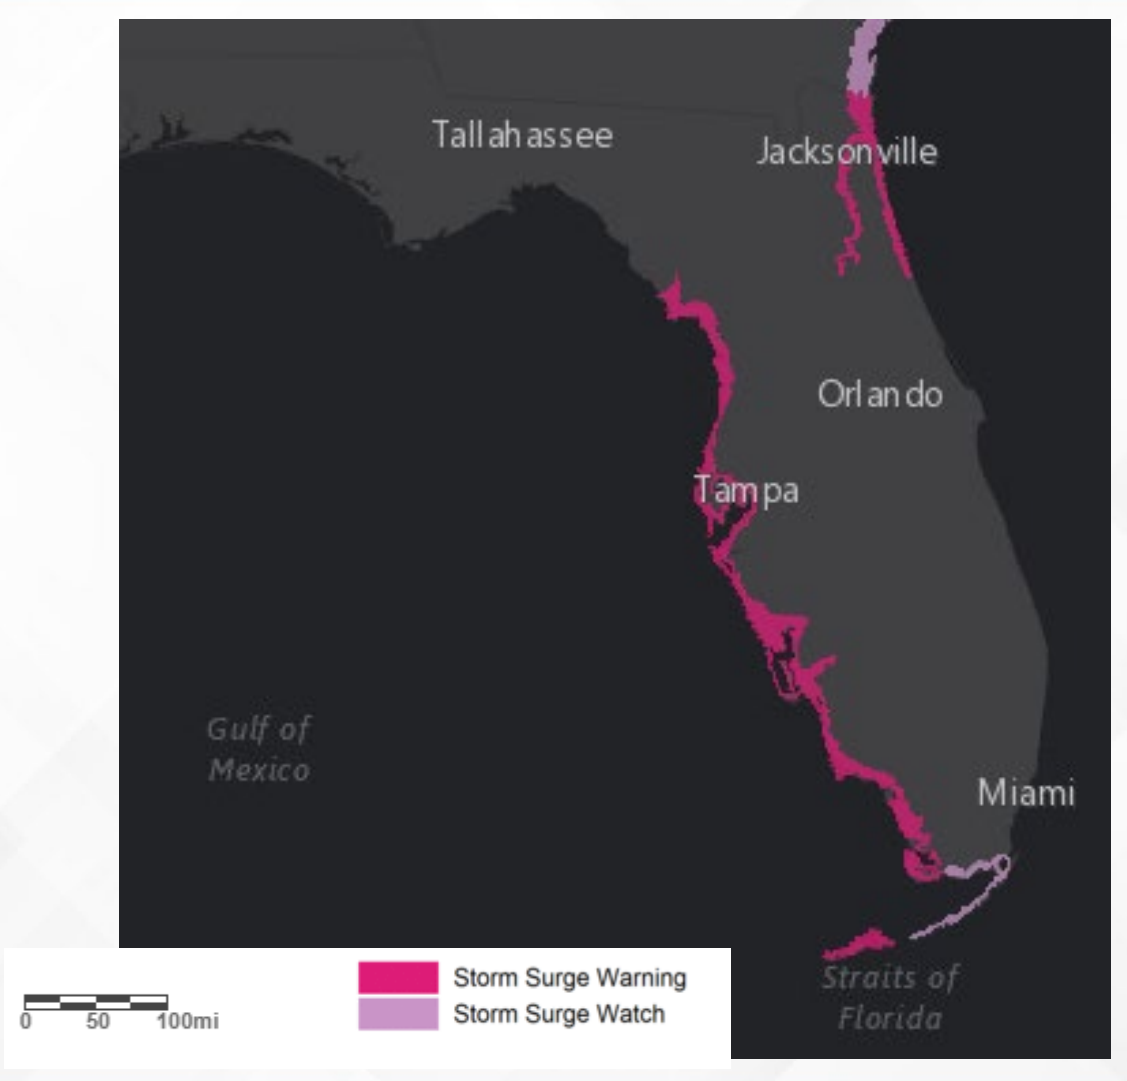 Tallahassee
Jacksonville
Orlando
Tampa
Gulf of
Mexico
Miami
Straits of
Florida
Storm Surge Warning
Storm Surge Watch
0 50 100mi